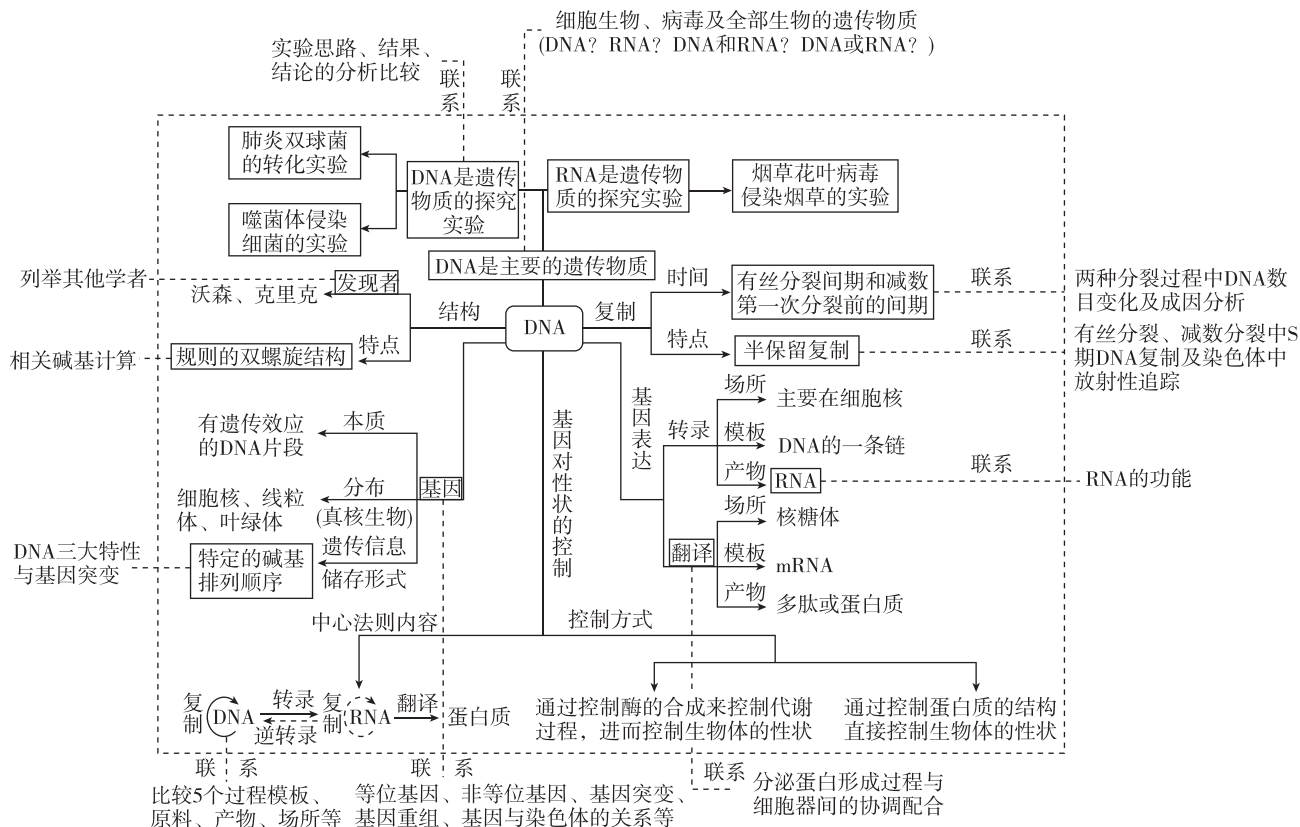 细胞生物、病毒及全部生物的遗传物质
(DNA？RNA？DNA和RNA？DNA或RNA？)
实验思路、结果、
结论的分析比较
联系
联系
肺炎双球菌
的转化实验
噬菌体侵染
细菌的实验
DNA是遗传
物质的探究
实验
RNA是遗传物
质的探究实验
烟草花叶病毒
侵染烟草的实验
DNA是主要的遗传物质
列举其他学者
发现者
沃森、克里克
结构
DNA
复制
时间
有丝分裂间期和减数
第一次分裂前的间期
联系
两种分裂过程中DNA数
目变化及成因分析
相关碱基计算
规则的双螺旋结构
特点
特点
半保留复制
联系
有丝分裂、减数分裂中S
期DNA复制及染色体中
放射性追踪
有遗传效应
的DNA片段
本质
细胞核、线粒
体、叶绿体
分布
(真核生物)
基因
DNA三大特性
与基因突变
特定的碱基
排列顺序
遗传信息
储存形式
基因对性状的控制
基因表达
转录
场所
主要在细胞核
模板
DNA的一条链
产物
RNA
联系
RNA的功能
翻译
场所
核糖体
模板
mRNA
产物
多肽或蛋白质
中心法则内容
控制方式
复制
DNA
转录
逆转录
复制
RNA
翻译
蛋白质
通过控制酶的合成来控制代谢
过程，进而控制生物体的性状
通过控制蛋白质的结构
直接控制生物体的性状
联 系
比较5个过程模板、
原料、产物、场所等
联 系
等位基因、非等位基因、基因突变、
基因重组、基因与染色体的关系等
联系
分泌蛋白形成过程与
细胞器间的协调配合